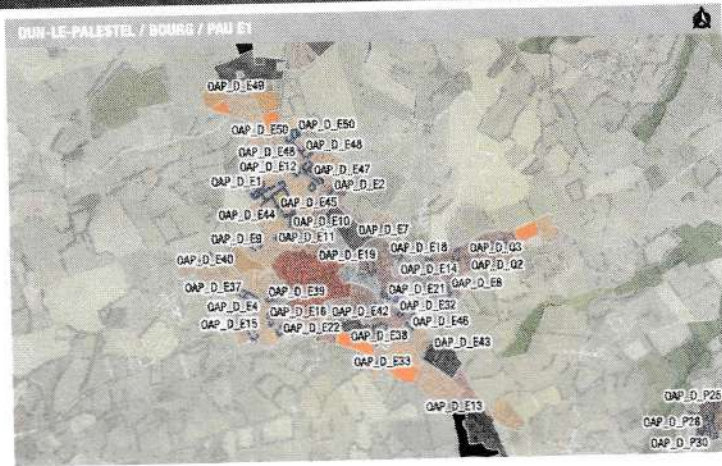 DUN-LE-PALESTEL / BOURG / PAU E1
OAP_D_E49
OAP_D_E50
OAP_D_E50
OAP_D_E48
OAP_D_E48
OAP_D_E12
OAP_D_E47
OAP_D_E1
OAP_D_E2
OAP_D_E45
OAP_D_E44
OAP_D_E10
OAP_D_E7
OAP_D_E9
OAP_D_E11
OAP_D_E18
OAP_D_Q3
OAP_D_E40
OAP_D_E19
OAP_D_E14
OAP_D_Q2
OAP_D_E37
OAP_D_E39
OAP_D_E21
OAP_D_E8
OAP_D_E4
OAP_D_E16
OAP_D_E42
OAP_D_E32
OAP_D_E15
OAP_D_E22
OAP_D_E38
OAP_D_E46
OAP_D_E43
OAP_D_E33
OAP_D_E13
OAP_D_P25
OAP_D_P28
OAP_D_P30